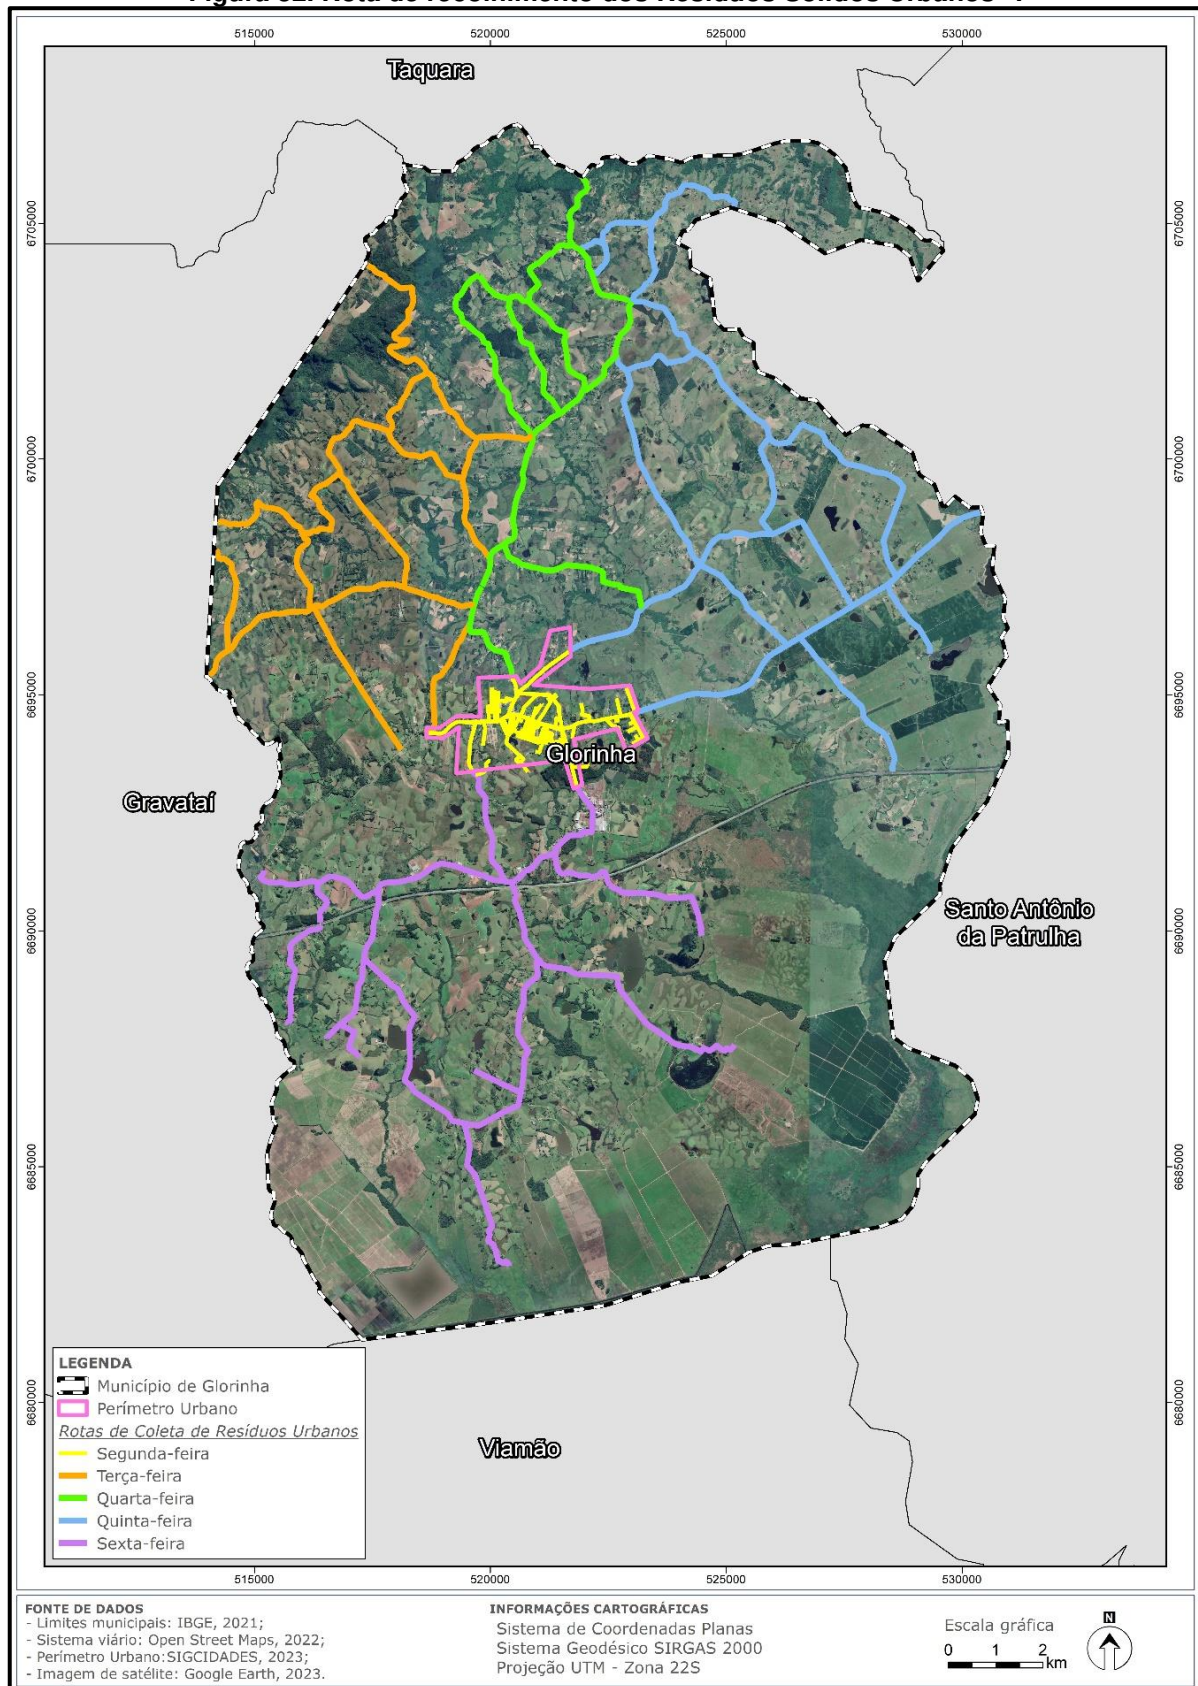 515000 520000 525000 530000
Taquara
6705000 6705000
6700000 6700000
6695000 6695000
Glorinha
Gravataí
Santo Antônio
da Patrulha
6690000 6690000
6685000 6685000
6680000 6680000
Viamão
LEGENDA
Município de Glorinha
Perímetro Urbano
Rotas de Coleta de Resíduos Urbanos
Segunda-feira
Terça-feira
Quarta-feira
Quinta-feira
Sexta-feira
515000 520000 525000 530000
FONTE DE DADOS
- Limites municipais: IBGE, 2021;
- Sistema viário: Open Street Maps, 2022;
- Perímetro Urbano:SIGCIDADES, 2023;
- Imagem de satélite: Google Earth, 2023.
INFORMAÇÕES CARTOGRÁFICAS
Sistema de Coordenadas Planas
Sistema Geodésico SIRGAS 2000
Projeção UTM - Zona 22S
Escala gráfica
0 1 2
km
N